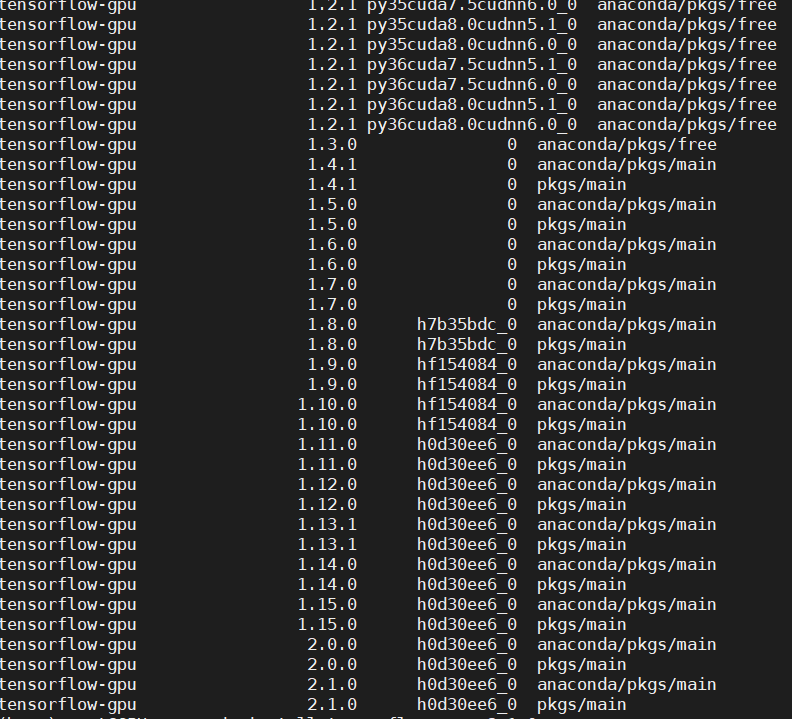 tensorflow-gpu 1.2.1 py35cuda7.5cudnn6.0_0 anaconda/pkgs/free
tensorflow-gpu 1.2.1 py35cuda8.0cudnn5.1_0 anaconda/pkgs/free
tensorflow-gpu 1.2.1 py35cuda8.0cudnn6.0_0 anaconda/pkgs/free
tensorflow-gpu 1.2.1 py36cuda7.5cudnn5.1_0 anaconda/pkgs/free
tensorflow-gpu 1.2.1 py36cuda7.5cudnn6.0_0 anaconda/pkgs/free
tensorflow-gpu 1.2.1 py36cuda8.0cudnn5.1_0 anaconda/pkgs/free
tensorflow-gpu 1.2.1 py36cuda8.0cudnn6.0_0 anaconda/pkgs/free
tensorflow-gpu 1.3.0 0 anaconda/pkgs/free
tensorflow-gpu 1.4.1 0 anaconda/pkgs/main
tensorflow-gpu 1.4.1 0 pkgs/main
tensorflow-gpu 1.5.0 0 anaconda/pkgs/main
tensorflow-gpu 1.5.0 0 pkgs/main
tensorflow-gpu 1.6.0 0 anaconda/pkgs/main
tensorflow-gpu 1.6.0 0 pkgs/main
tensorflow-gpu 1.7.0 0 anaconda/pkgs/main
tensorflow-gpu 1.7.0 0 pkgs/main
tensorflow-gpu 1.8.0 h7b35bdc_0 anaconda/pkgs/main
tensorflow-gpu 1.8.0 h7b35bdc_0 pkgs/main
tensorflow-gpu 1.9.0 hf154084_0 anaconda/pkgs/main
tensorflow-gpu 1.9.0 hf154084_0 pkgs/main
tensorflow-gpu 1.10.0 hf154084_0 anaconda/pkgs/main
tensorflow-gpu 1.10.0 hf154084_0 pkgs/main
tensorflow-gpu 1.11.0 h0d30ee6_0 anaconda/pkgs/main
tensorflow-gpu 1.11.0 h0d30ee6_0 pkgs/main
tensorflow-gpu 1.12.0 h0d30ee6_0 anaconda/pkgs/main
tensorflow-gpu 1.12.0 h0d30ee6_0 pkgs/main
tensorflow-gpu 1.13.1 h0d30ee6_0 anaconda/pkgs/main
tensorflow-gpu 1.13.1 h0d30ee6_0 pkgs/main
tensorflow-gpu 1.14.0 h0d30ee6_0 anaconda/pkgs/main
tensorflow-gpu 1.14.0 h0d30ee6_0 pkgs/main
tensorflow-gpu 1.15.0 h0d30ee6_0 anaconda/pkgs/main
tensorflow-gpu 1.15.0 h0d30ee6_0 pkgs/main
tensorflow-gpu 2.0.0 h0d30ee6_0 anaconda/pkgs/main
tensorflow-gpu 2.0.0 h0d30ee6_0 pkgs/main
tensorflow-gpu 2.1.0 h0d30ee6_0 anaconda/pkgs/main
tensorflow-gpu 2.1.0 h0d30ee6_0 pkgs/main